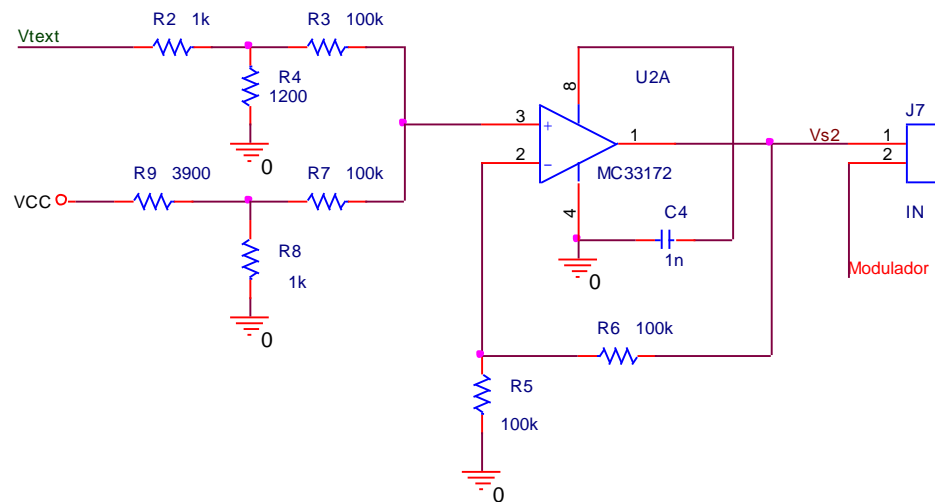 R2 1k
R3 100k
Vtext
R4
1200
0
U2A
8
3
+
1
2
−
MC33172
4
Vs2
J7
1
2
IN
R9 3900
R7 100k
VCC
R8
1k
0
C4
1n
0
Modulador
R6 100k
R5
100k
0